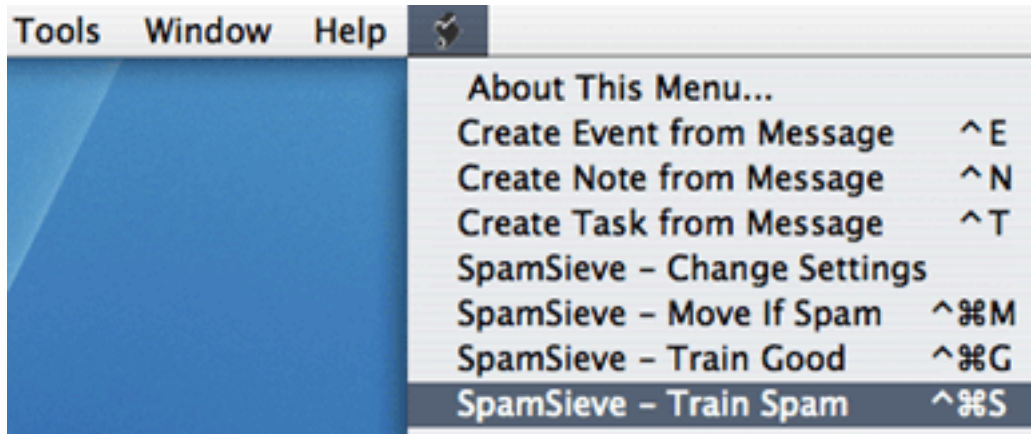 Tools Window Help
About This Menu...
Create Event from Message ^E
Create Note from Message ^N
Create Task from Message ^T
SpamSieve – Change Settings
SpamSieve – Move If Spam ^⌘M
SpamSieve – Train Good ^⌘G
SpamSieve – Train Spam ^⌘S